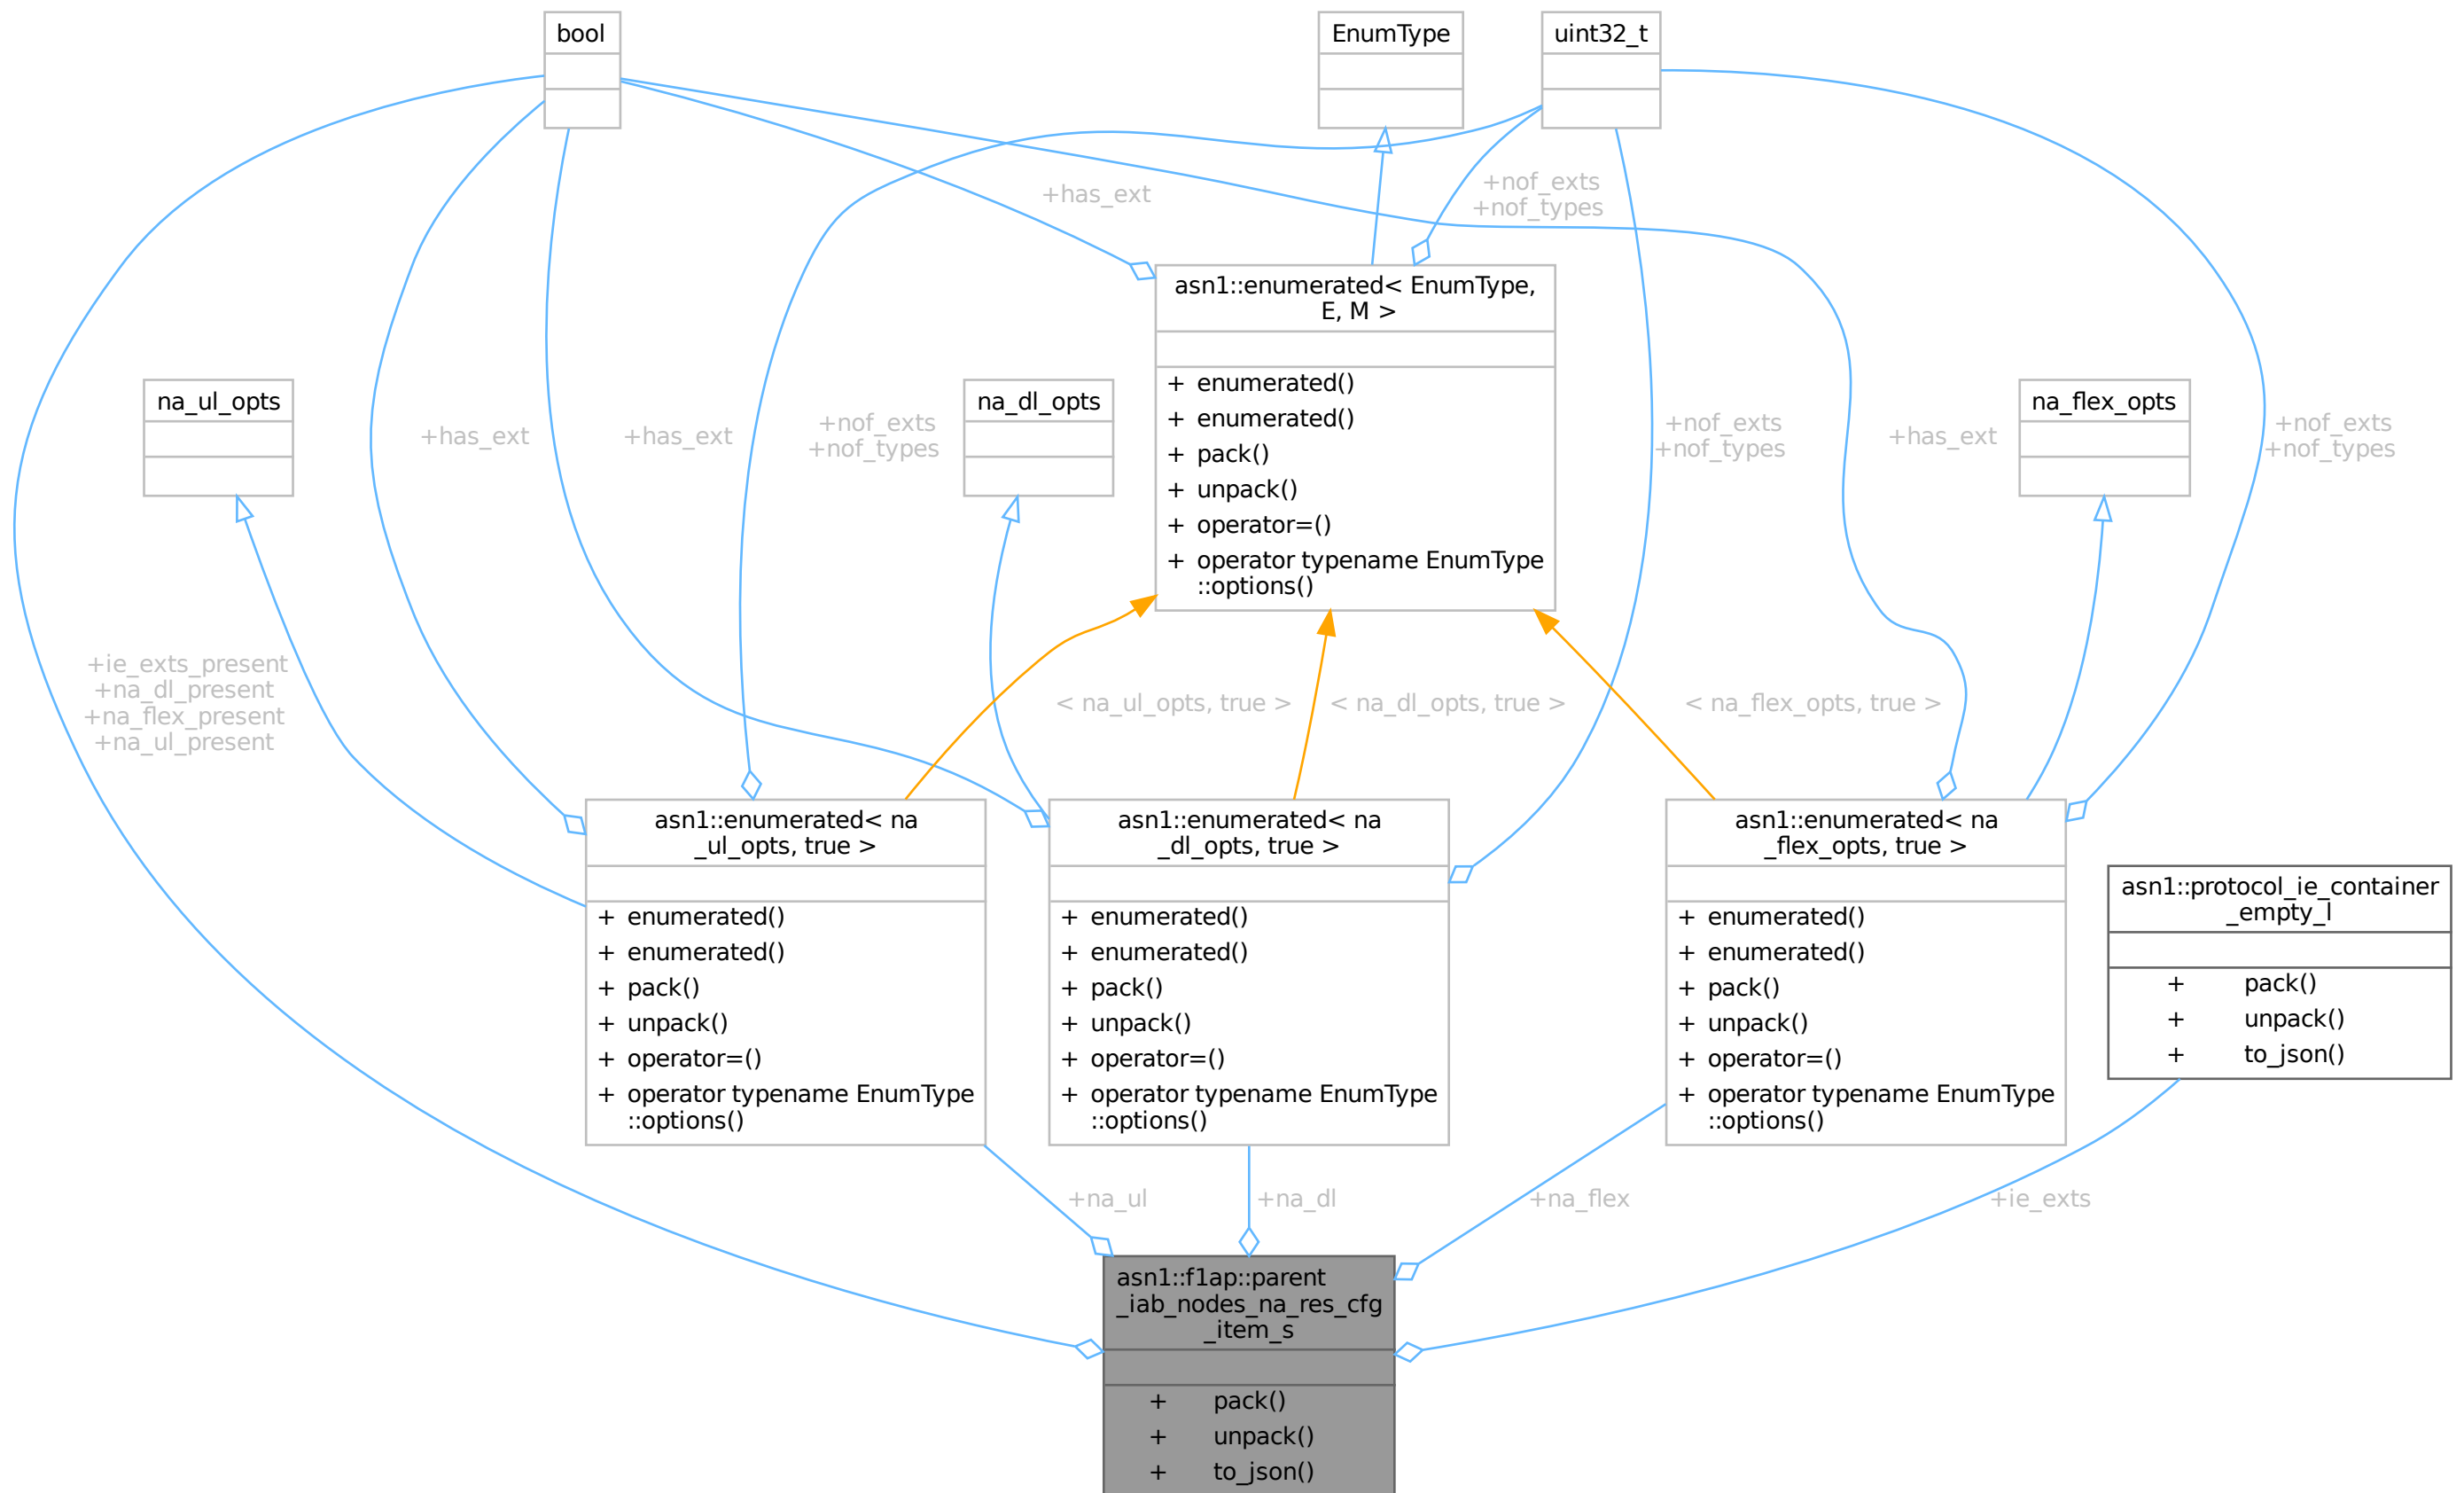 bool
EnumType
uint32_t
+has_ext
+nof_exts
+nof_types
asn1::enumerated< EnumType,
E, M >
+ enumerated()
+ enumerated()
+ pack()
+ unpack()
+ operator=()
+ operator typename EnumType
::options()
na_ul_opts
na_dl_opts
na_flex_opts
+has_ext
+has_ext
+nof_exts
+nof_types
+nof_exts
+nof_types
+has_ext
+nof_exts
+nof_types
+ie_exts_present
+na_dl_present
+na_flex_present
+na_ul_present
< na_ul_opts, true >
< na_dl_opts, true >
< na_flex_opts, true >
asn1::enumerated< na
_ul_opts, true >
+ enumerated()
+ enumerated()
+ pack()
+ unpack()
+ operator=()
+ operator typename EnumType
::options()
asn1::enumerated< na
_dl_opts, true >
+ enumerated()
+ enumerated()
+ pack()
+ unpack()
+ operator=()
+ operator typename EnumType
::options()
asn1::enumerated< na
_flex_opts, true >
+ enumerated()
+ enumerated()
+ pack()
+ unpack()
+ operator=()
+ operator typename EnumType
::options()
asn1::protocol_ie_container
_empty_l
+ pack()
+ unpack()
+ to_json()
+na_ul
+na_dl
+na_flex
+ie_exts
asn1::f1ap::parent
_iab_nodes_na_res_cfg
_item_s
+ pack()
+ unpack()
+ to_json()